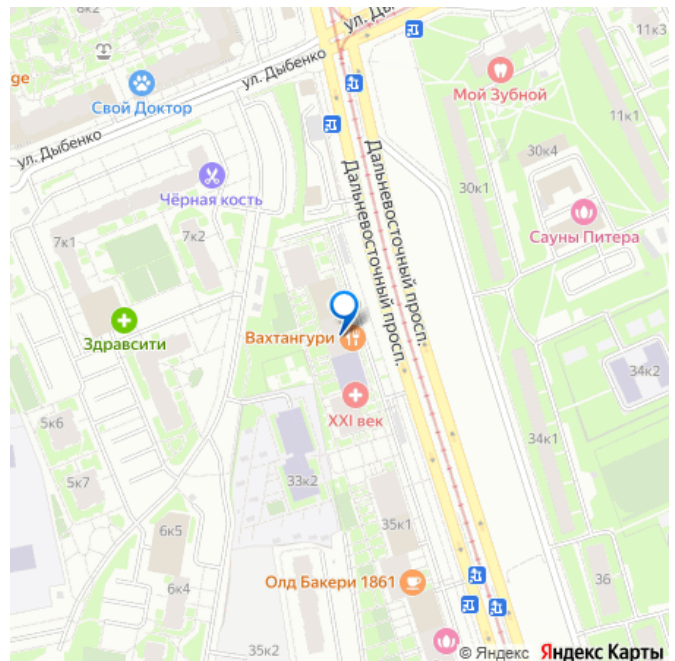 8к2
ул. Ды
11к3
ge
Свой Доктор
ул. Дыбенко
Мой Зубной
11к1
ул. Дыбенко
30к4
Чёрная кость
30к1
Дальневосточный просп.
Дальневосточный просп.
7к1
7к2
Сауны Питера
Вахтангури
Здравсити
34к2
XXI век
5к6
34к1
5к7
33к2
6к5
35к1
Олд Бакери 1861
6к4
36
35к2
© Яндекс Яндекс Карты